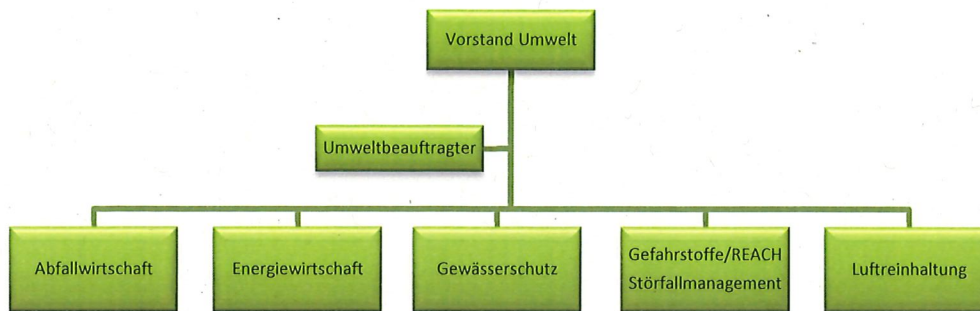 Vorstand Umwelt
Umweltbeauftragter
Abfallwirtschaft
Energiewirtschaft
Gewässerschutz
Gefahrstoffe/REACH
Störfallmanagement
Luftreinhaltung